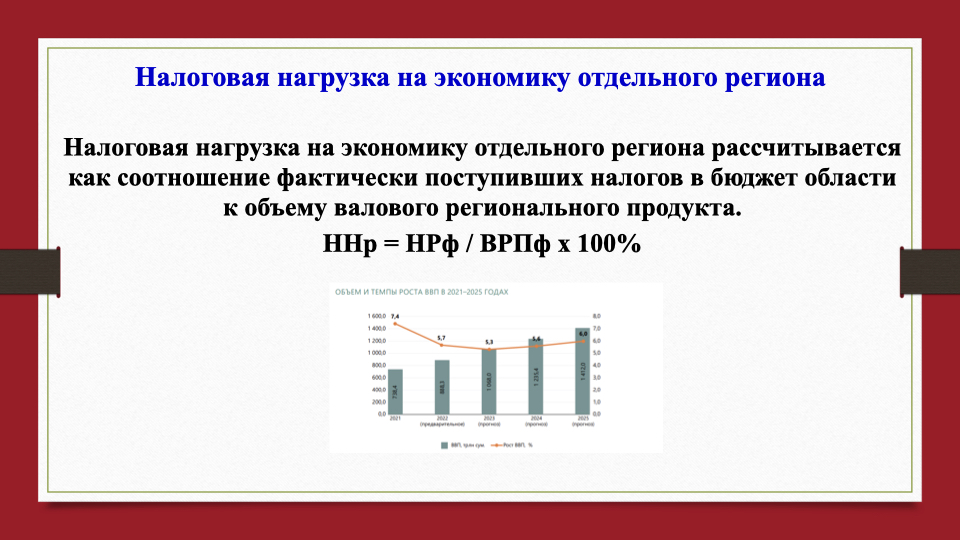 Налоговая нагрузка на экономику отдельного региона
Налоговая нагрузка на экономику отдельного региона рассчитывается
как соотношение фактически поступивших налогов в бюджет области
к объему валового регионального продукта.
ННр = НРф / ВРПф х 100%
ОБЪЕМ И ТЕМПЫ РОСТА ВВП В 2021–2025 ГОДАХ
1 600,0 7,4 8,0
1 400,0 7,0
1 200,0 5,7 5,3 5,6 6,0 6,0
1 000,0 5,0
800,0 4,0
600,0 3,0
400,0 738,4 888,3 1 068,0 1 235,4 1 412,0 2,0
200,0 1,0
0,0 0,0
2021 2022 2023 2024 2025
(предварительное) (прогноз) (прогноз) (прогноз)
ВВП, трлн сум Рост ВВП, %